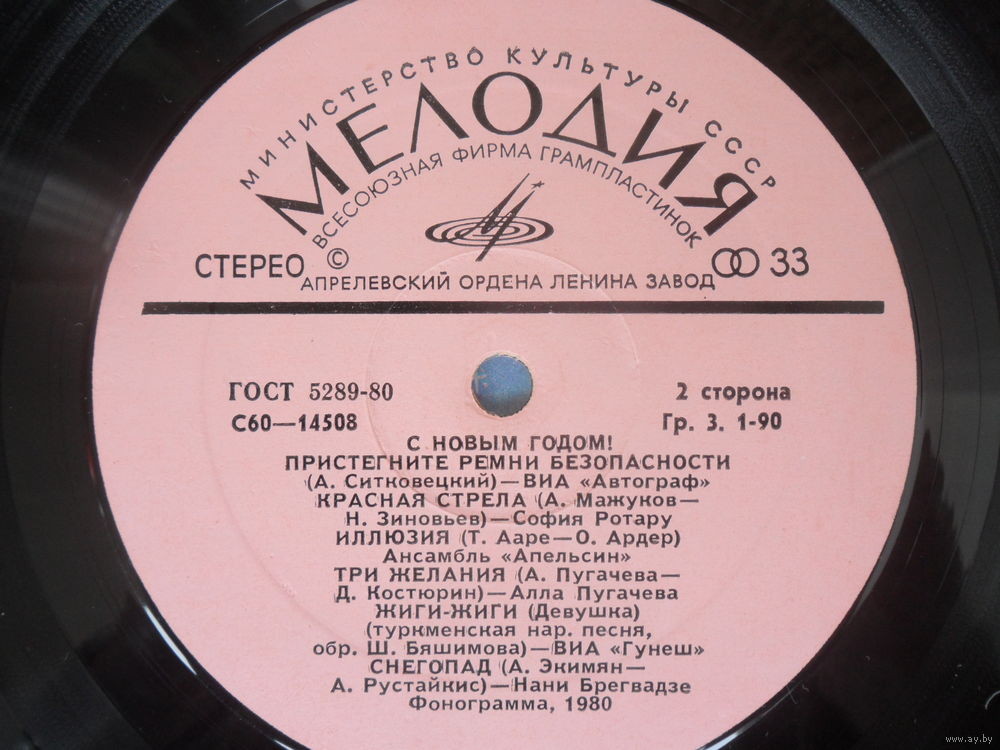 МИНИСТЕРСТВО КУЛЬТУРЫ СССР
МЕЛОДИЯ
ВСЕСОЮЗНАЯ ФИРМА ГРАМПЛАСТИНОК
СТЕРЕО © 33
АПРЕЛЕВСКИЙ ОРДЕНА ЛЕНИНА ЗАВОД
ГОСТ 5289-80 2 сторона
С60—14508 Гр. 3. 1-90
С НОВЫМ ГОДОМ!
ПРИСТЕГНИТЕ РЕМНИ БЕЗОПАСНОСТИ
(А. Ситковецкий)—ВИА «Автограф»
КРАСНАЯ СТРЕЛА (А. Мажуков—
Н. Зиновьев)—София Ротару
ИЛЛЮЗИЯ (Т. Ааре—О. Ардер)
Ансамбль «Апельсин»
ТРИ ЖЕЛАНИЯ (А. Пугачева—
Д. Костюрин)—Алла Пугачева
ЖИГИ-ЖИГИ (Девушка)
(туркменская нар. песня,
обр. Ш. Бяшимова)—ВИА «Гунеш»
СНЕГОПАД (А. Экимян—
А. Рустайкис)—Нани Брегвадзе
Фонограмма, 1980
www.ay.by